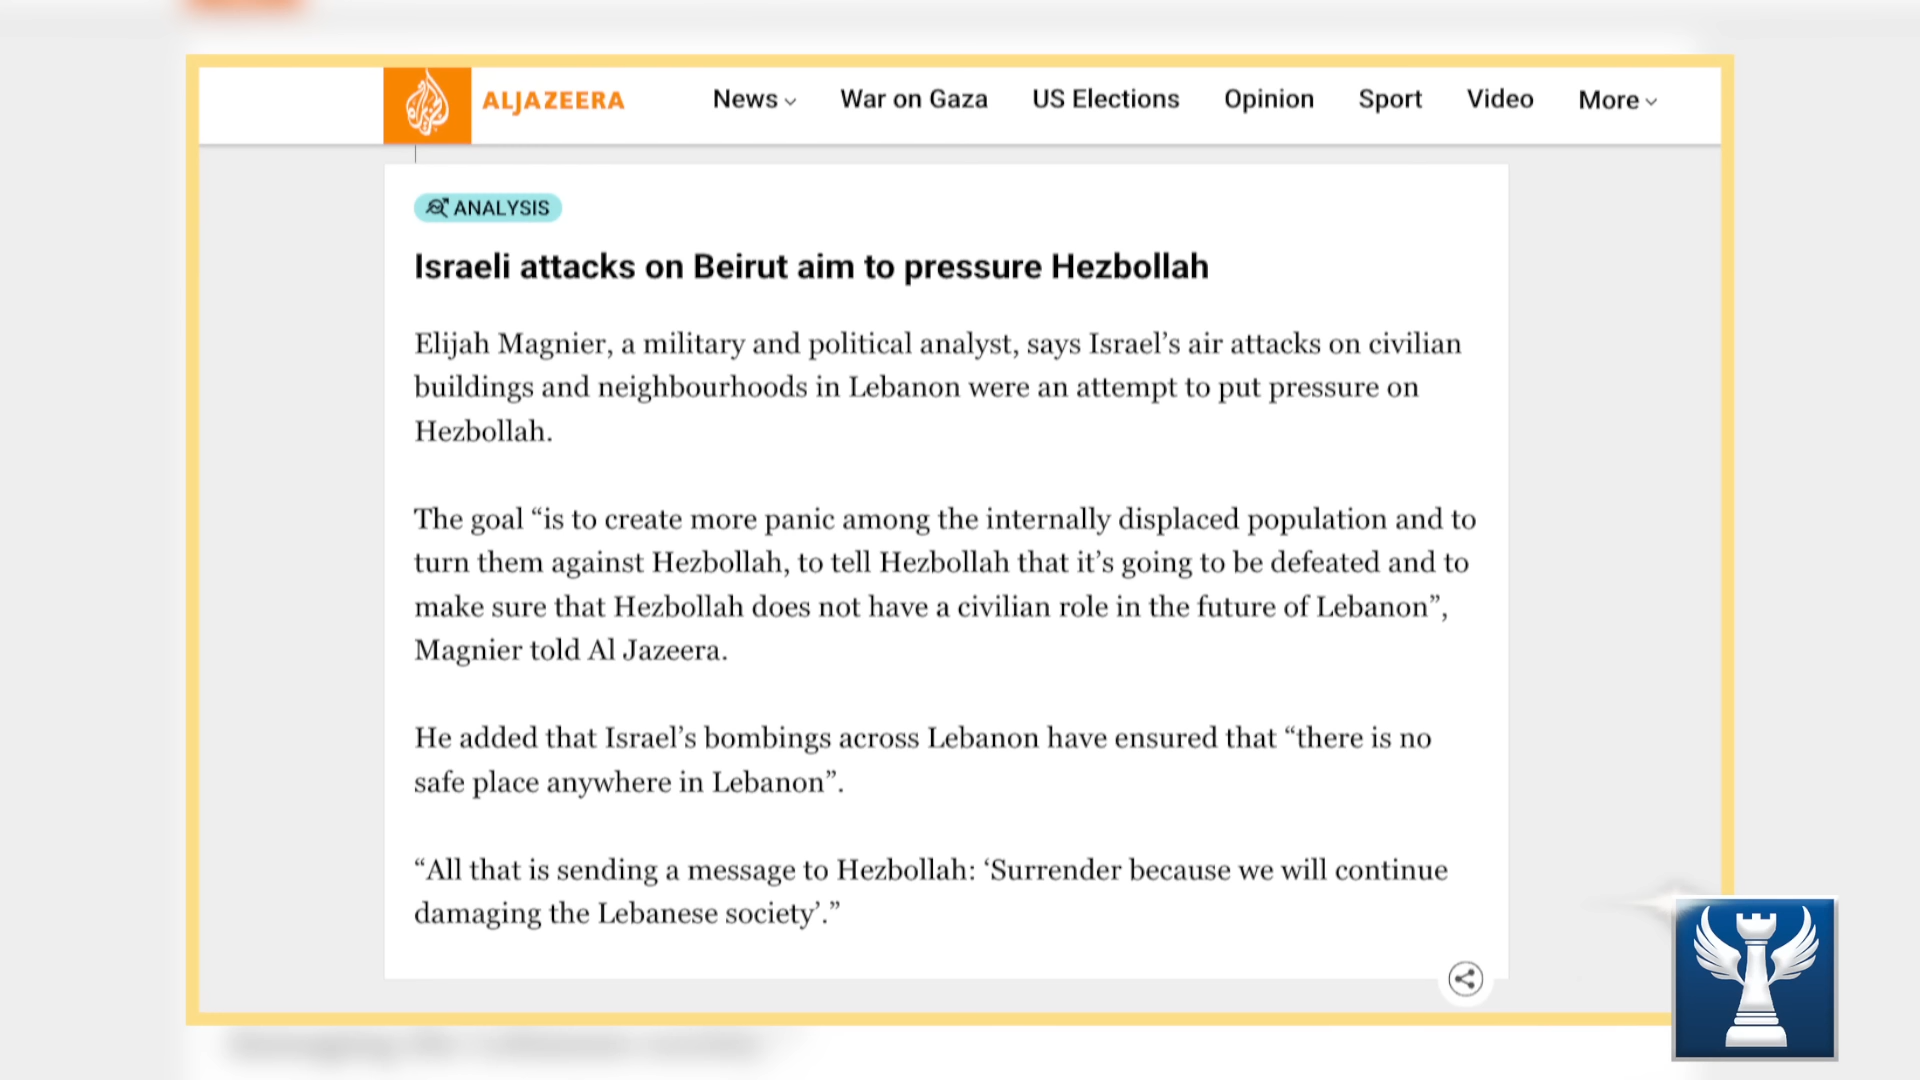 ALJAZEERA News War on Gaza US Elections Opinion Sport Video More
ANALYSIS
Israeli attacks on Beirut aim to pressure Hezbollah
Elijah Magnier, a military and political analyst, says Israel’s air attacks on civilian
buildings and neighbourhoods in Lebanon were an attempt to put pressure on
Hezbollah.
The goal “is to create more panic among the internally displaced population and to
turn them against Hezbollah, to tell Hezbollah that it’s going to be defeated and to
make sure that Hezbollah does not have a civilian role in the future of Lebanon”,
Magnier told Al Jazeera.
He added that Israel’s bombings across Lebanon have ensured that “there is no
safe place anywhere in Lebanon”.
“All that is sending a message to Hezbollah: ‘Surrender because we will continue
damaging the Lebanese society’.”